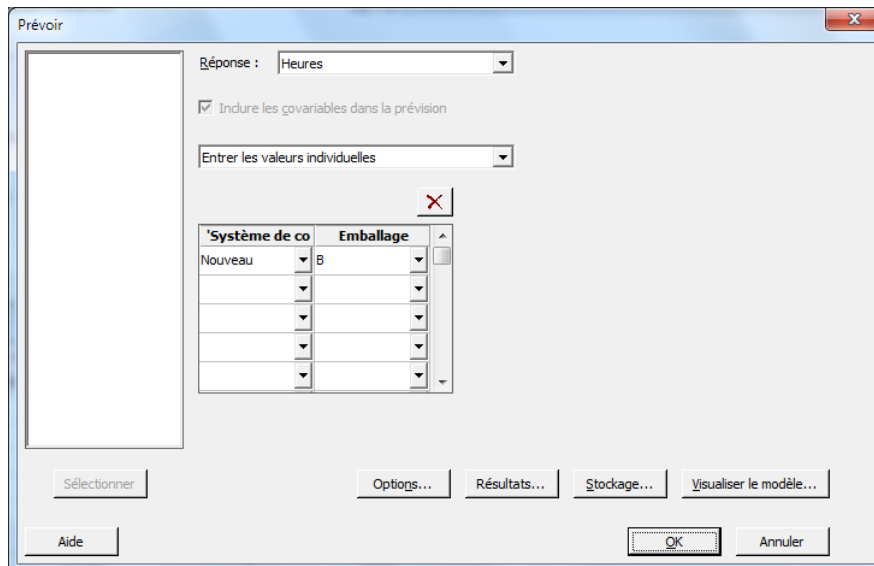 Prévoir
Réponse : Heures
Inclure les covariables dans la prévision
Entrer les valeurs individuelles
'Système de co Emballage
Nouveau B
Sélectionner Options... Résultats... Stockage... Visualiser le modèle...
Aide OK Annuler